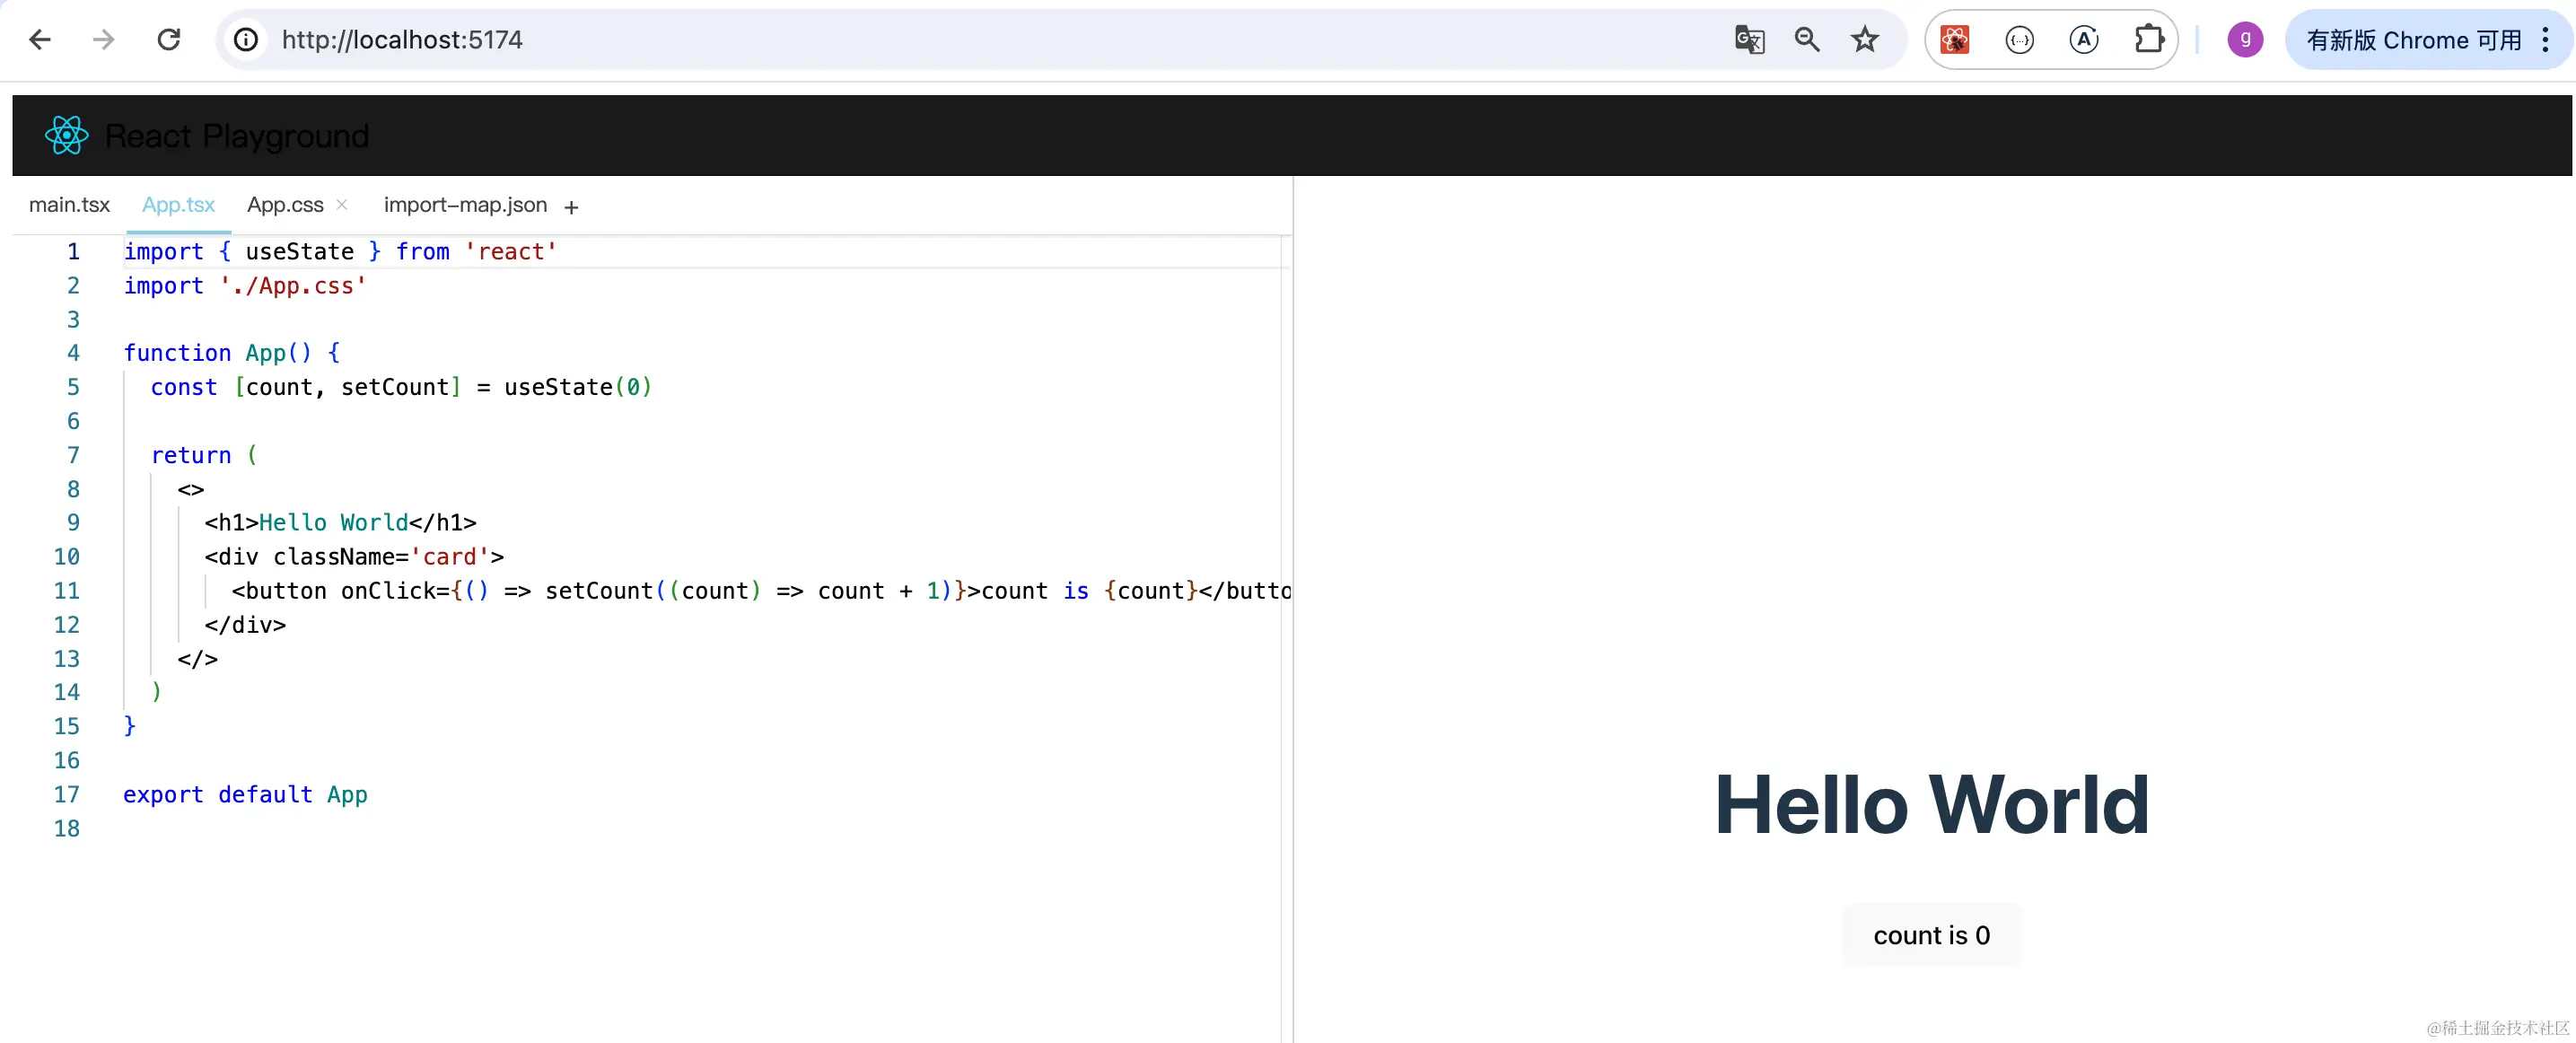 http://localhost:5174
g
有新版 Chrome 可用
React Playground
main.tsx App.tsx App.css × import-map.json +
1 import { useState } from 'react'
2 import './App.css'
3
4 function App() {
5 const [count, setCount] = useState(0)
6
7 return (
8 <>
9 <h1>Hello World</h1>
10 <div className='card'>
11 <button onClick={() => setCount((count) => count + 1)}>count is {count}</butto
12 </div>
13 </>
14 )
15 }
16
17 export default App
18
Hello World
count is 0
@稀土掘金技术社区